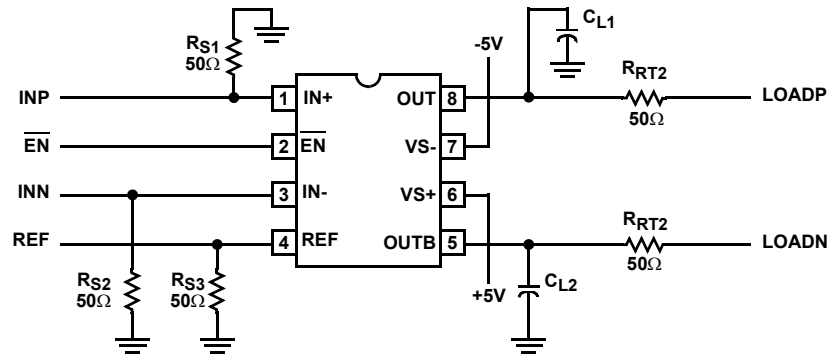 CL1
RS1
50Ω
-5V
RRT2
INP
1
IN+
OUT
8
LOADP
50Ω
EN
2
EN
VS-
7
INN
3
IN-
VS+
6
RRT2
REF
4
REF
OUTB
5
LOADN
50Ω
RS2
50Ω
RS3
50Ω
+5V
CL2